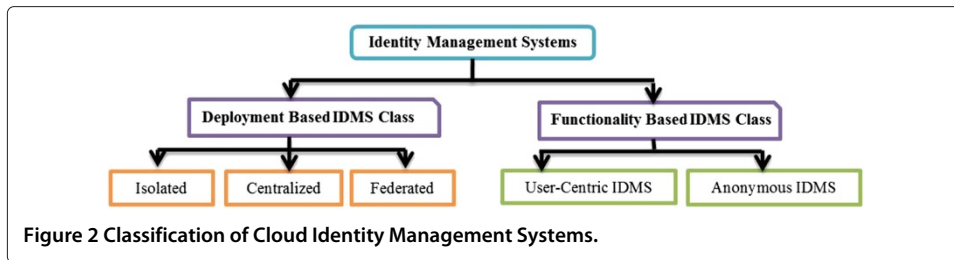 Identity Management Systems
Deployment Based IDMS Class
Functionality Based IDMS Class
Isolated
Centralized
Federated
User-Centric IDMS
Anonymous IDMS
Figure 2 Classification of Cloud Identity Management Systems.